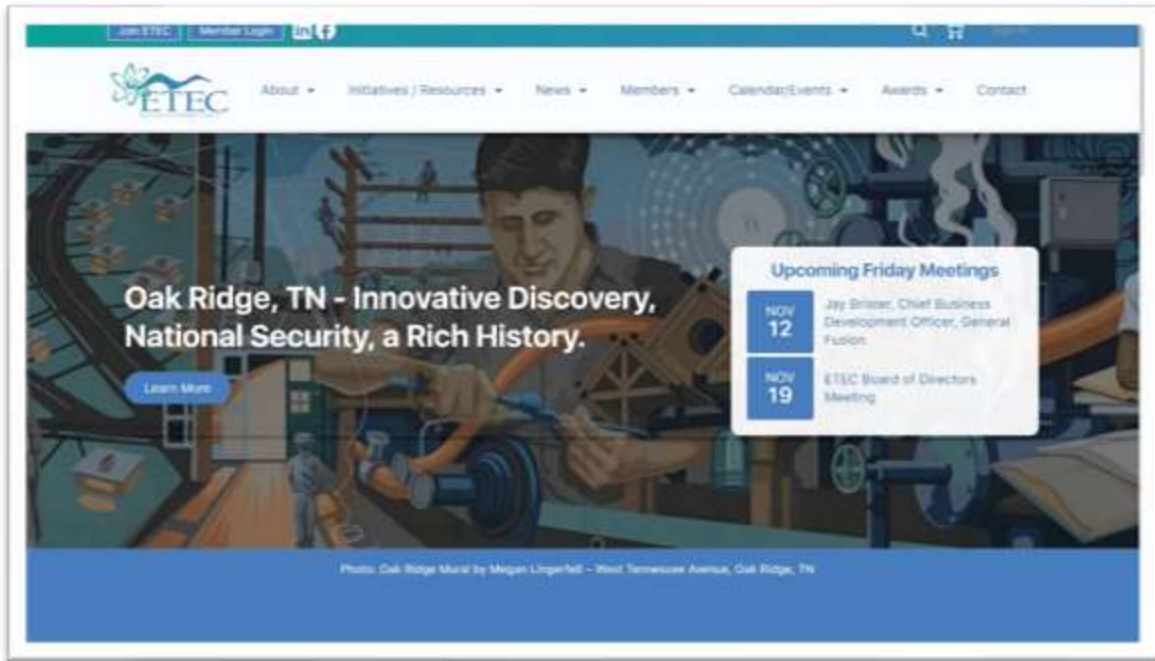 Join ETEC Member Login in f
ETEC
About Initiatives / Resources News Members Calendar/Events Awards Contact
Oak Ridge, TN - Innovative Discovery,
National Security, a Rich History.
Learn More
Upcoming Friday Meetings
NOV
12
Jay Brister, Chief Business
Development Officer, General
Fusion
NOV
19
ETEC Board of Directors
Meeting
Photo: Oak Ridge Mural by Megan Lingerfelt – West Tennessee Avenue, Oak Ridge, TN